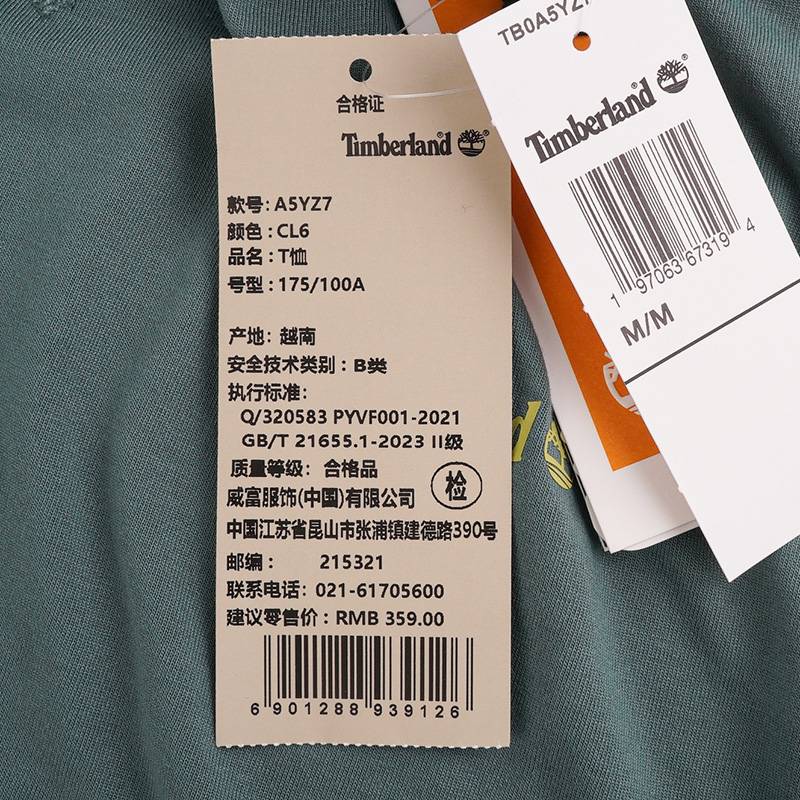 合格证
Timberland
款号: A5YZ7
颜色: CL6
品名: T恤
号型: 175/100A
产地: 越南
安全技术类别: B类
执行标准:
Q/320583 PYVF001-2021
GB/T 21655.1-2023 II级
质量等级: 合格品
威富服饰(中国)有限公司
检
中国江苏省昆山市张浦镇建德路390号
邮编: 215321
联系电话: 021-61705600
建议零售价: RMB 359.00
6 901288 939126
TB0A5YZ7
Timberland
1 97063 67319 4
M/M